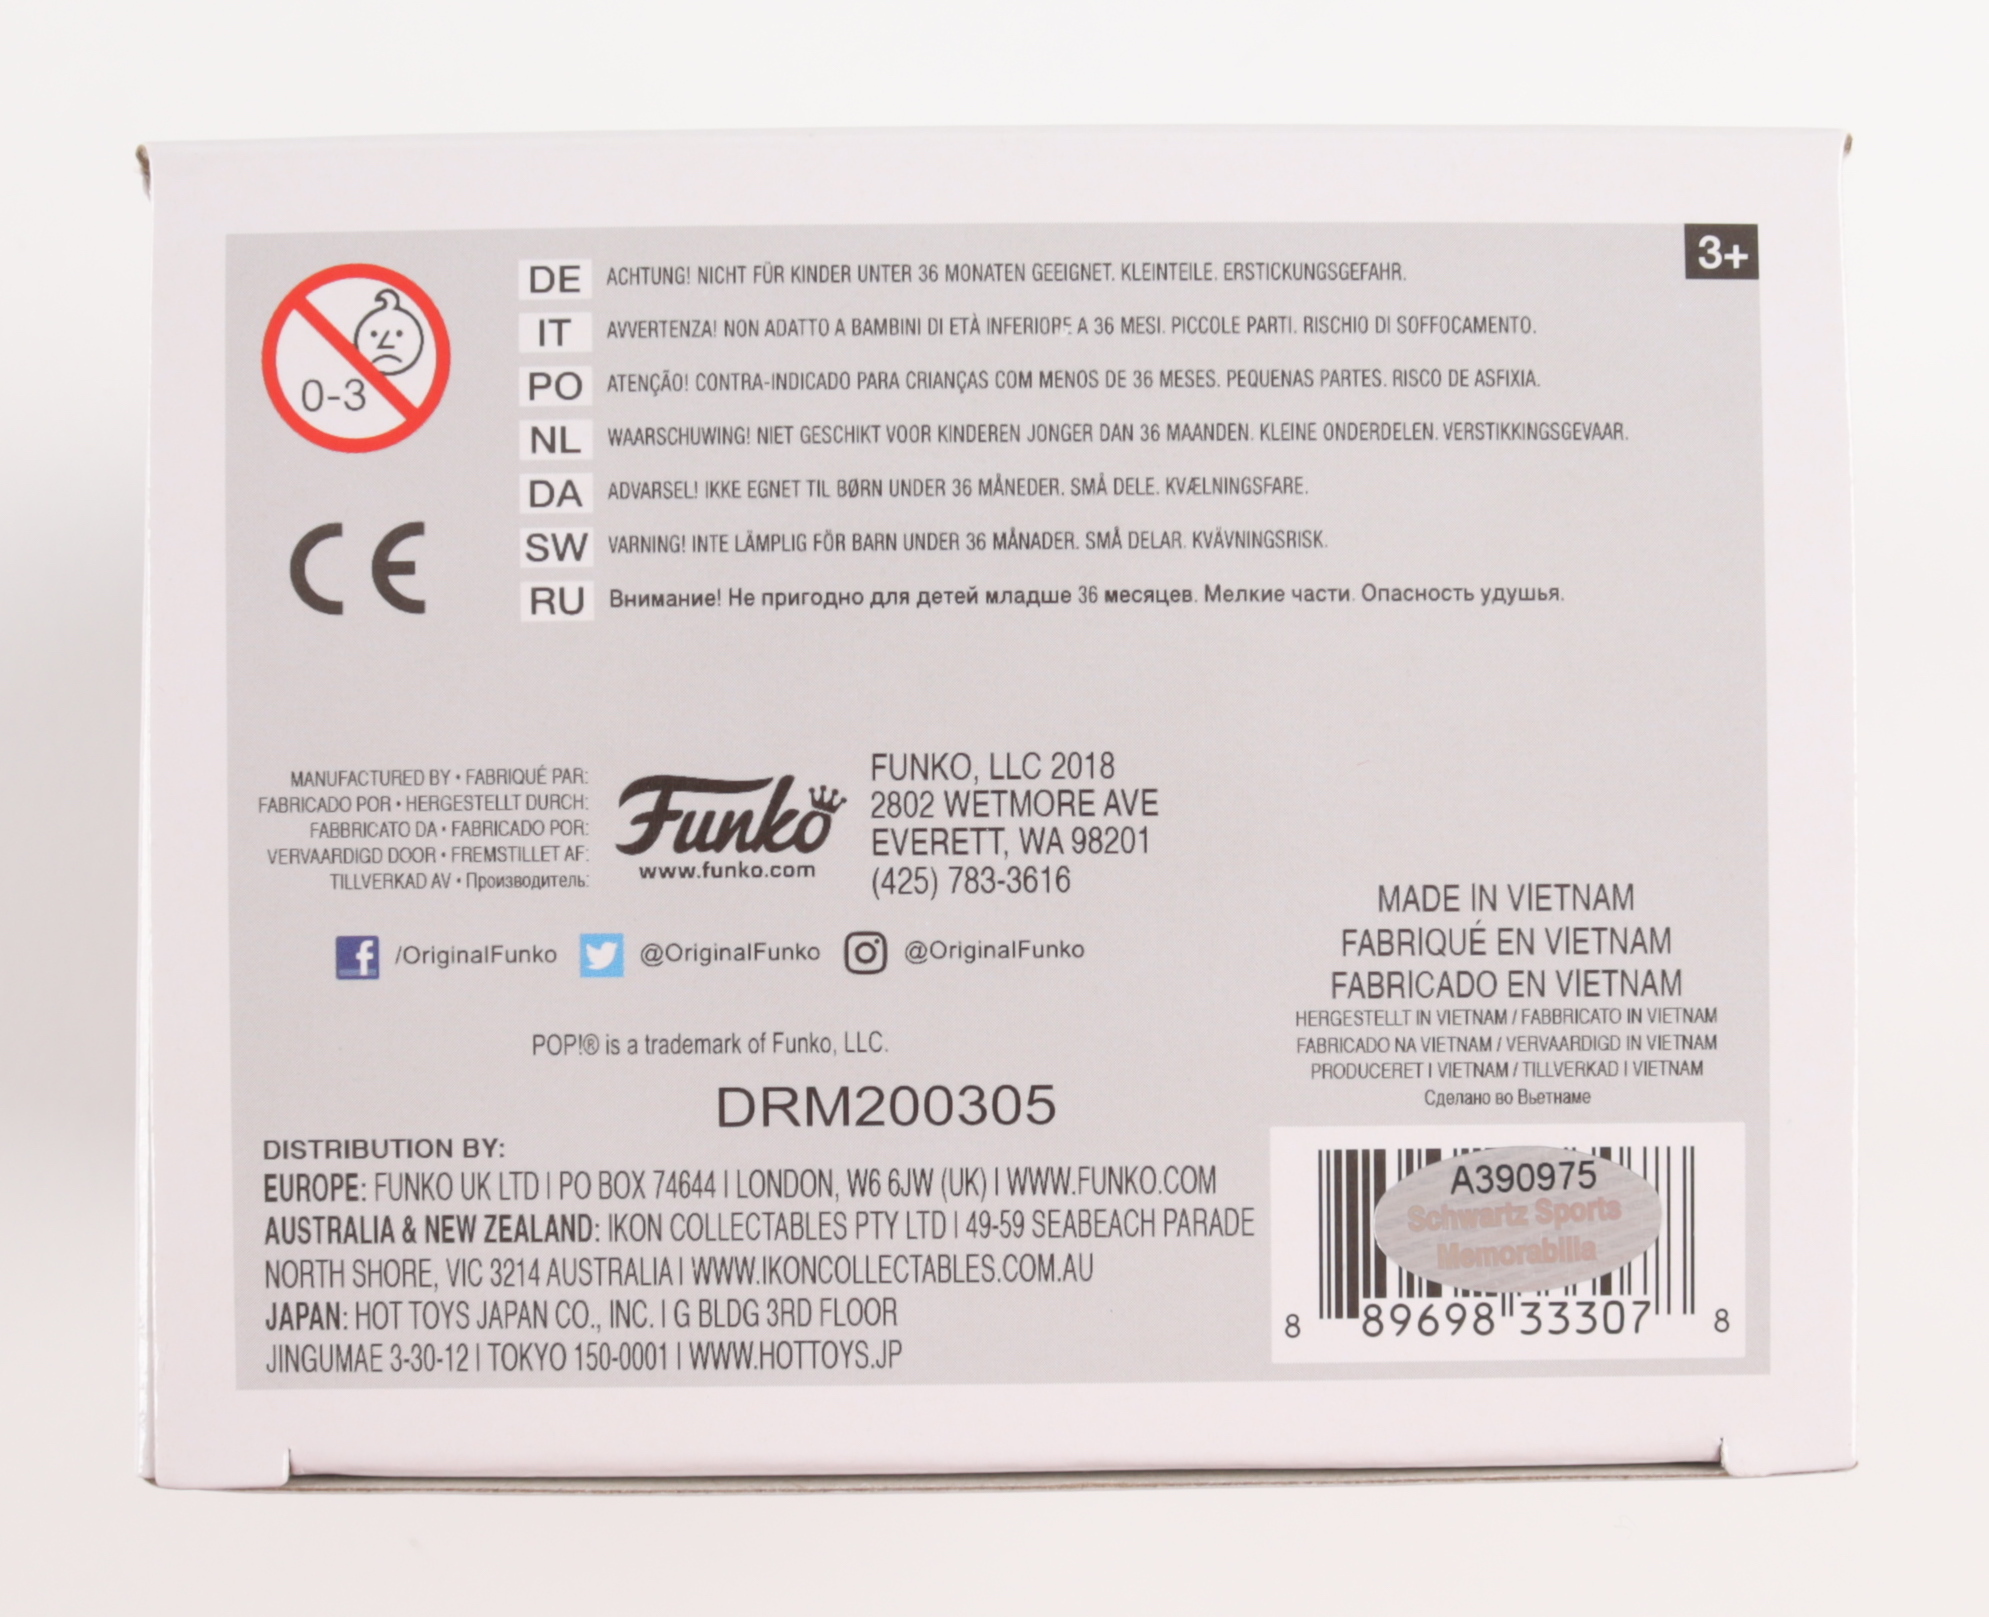 3+
0-3
DE ACHTUNG! NICHT FÜR KINDER UNTER 36 MONATEN GEEIGNET. KLEINTEILE. ERSTICKUNGSGEFAHR.
IT AVVERTENZA! NON ADATTO A BAMBINI DI ETÀ INFERIORE A 36 MESI. PICCOLE PARTI. RISCHIO DI SOFFOCAMENTO.
PO ATENÇÃO! CONTRA-INDICADO PARA CRIANÇAS COM MENOS DE 36 MESES. PEQUENAS PARTES. RISCO DE ASFIXIA.
NL WAARSCHUWING! NIET GESCHIKT VOOR KINDEREN JONGER DAN 36 MAANDEN. KLEINE ONDERDELEN. VERSTIKKINGSGEVAAR.
DA ADVARSEL! IKKE EGNET TIL BØRN UNDER 36 MÅNEDER. SMÅ DELE. KVÆLNINGSFARE.
SW VARNING! INTE LÄMPLIG FÖR BARN UNDER 36 MÅNADER. SMÅ DELAR. KVÄVNINGSRISK.
RU Внимание! Не пригодно для детей младше 36 месяцев. Мелкие части. Опасность удушья.
CE
MANUFACTURED BY • FABRIQUÉ PAR:
FABRICADO POR • HERGESTELLT DURCH:
FABBRICATO DA • FABRICADO POR:
VERVAARDIGD DOOR • FREMSTILLET AF:
TILLVERKAD AV • Производитель:
Funko
www.funko.com
FUNKO, LLC 2018
2802 WETMORE AVE
EVERETT, WA 98201
(425) 783-3616
/OriginalFunko @OriginalFunko @OriginalFunko
POP!® is a trademark of Funko, LLC.
DRM200305
DISTRIBUTION BY:
EUROPE: FUNKO UK LTD | PO BOX 74644 | LONDON, W6 6JW (UK) | WWW.FUNKO.COM
AUSTRALIA & NEW ZEALAND: IKON COLLECTABLES PTY LTD | 49-59 SEABEACH PARADE
NORTH SHORE, VIC 3214 AUSTRALIA | WWW.IKONCOLLECTABLES.COM.AU
JAPAN: HOT TOYS JAPAN CO., INC. | G BLDG 3RD FLOOR
JINGUMAE 3-30-12 | TOKYO 150-0001 | WWW.HOTTOYS.JP
MADE IN VIETNAM
FABRIQUÉ EN VIETNAM
FABRICADO EN VIETNAM
HERGESTELLT IN VIETNAM / FABBRICATO IN VIETNAM
FABRICADO NA VIETNAM / VERVAARDIGD IN VIETNAM
PRODUCERET I VIETNAM / TILLVERKAD I VIETNAM
Сделано во Вьетнаме
A390975
Schwartz Sports
Memorabilia
8 89698 33307 8